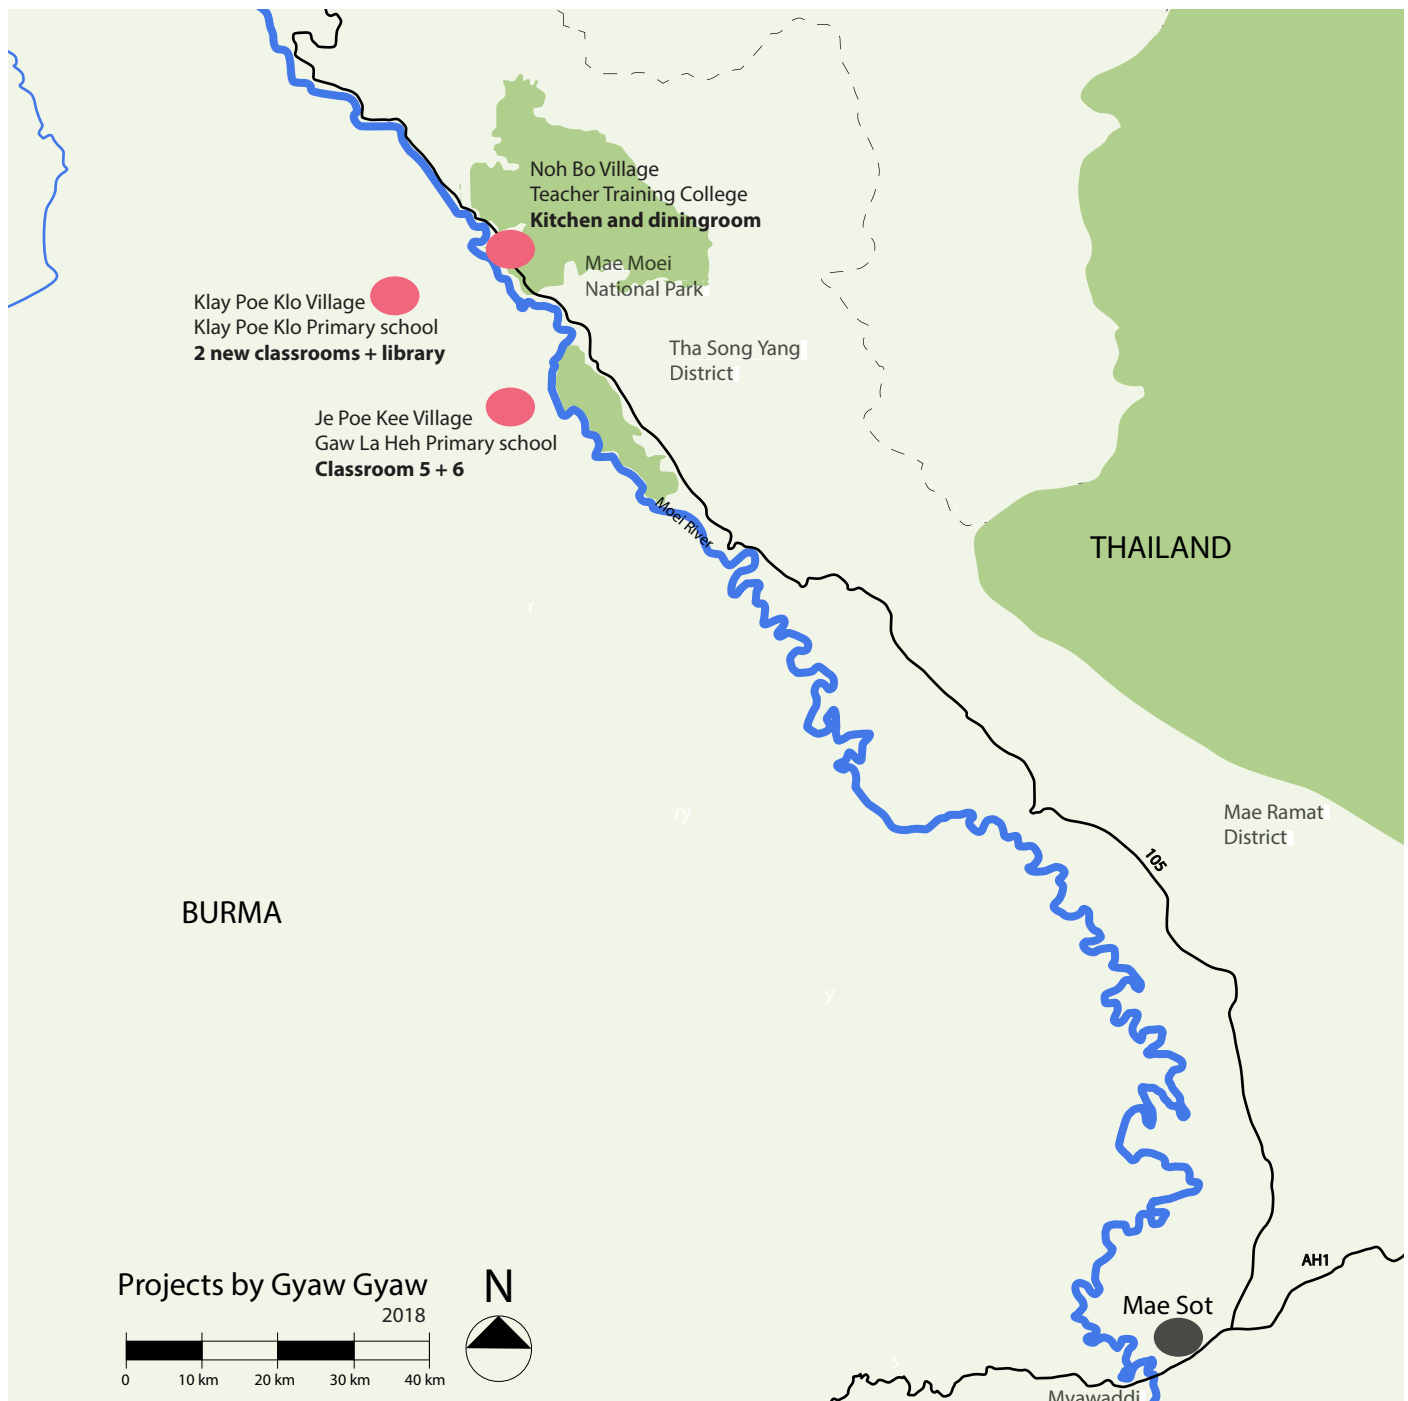 Noh Bo Village
Teacher Training College
Kitchen and diningroom
Mae Moei
National Park
Klay Poe Klo Village
Klay Poe Klo Primary school
2 new classrooms + library
Tha Song Yang
District
Je Poe Kee Village
Gaw La Heh Primary school
Classroom 5 + 6
Moei River
THAILAND
r
ry
Mae Ramat
District
105
BURMA
y
AH1
Projects by Gyaw Gyaw
2018
N
Mae Sot
0 10 km 20 km 30 km 40 km
s
Myawaddi